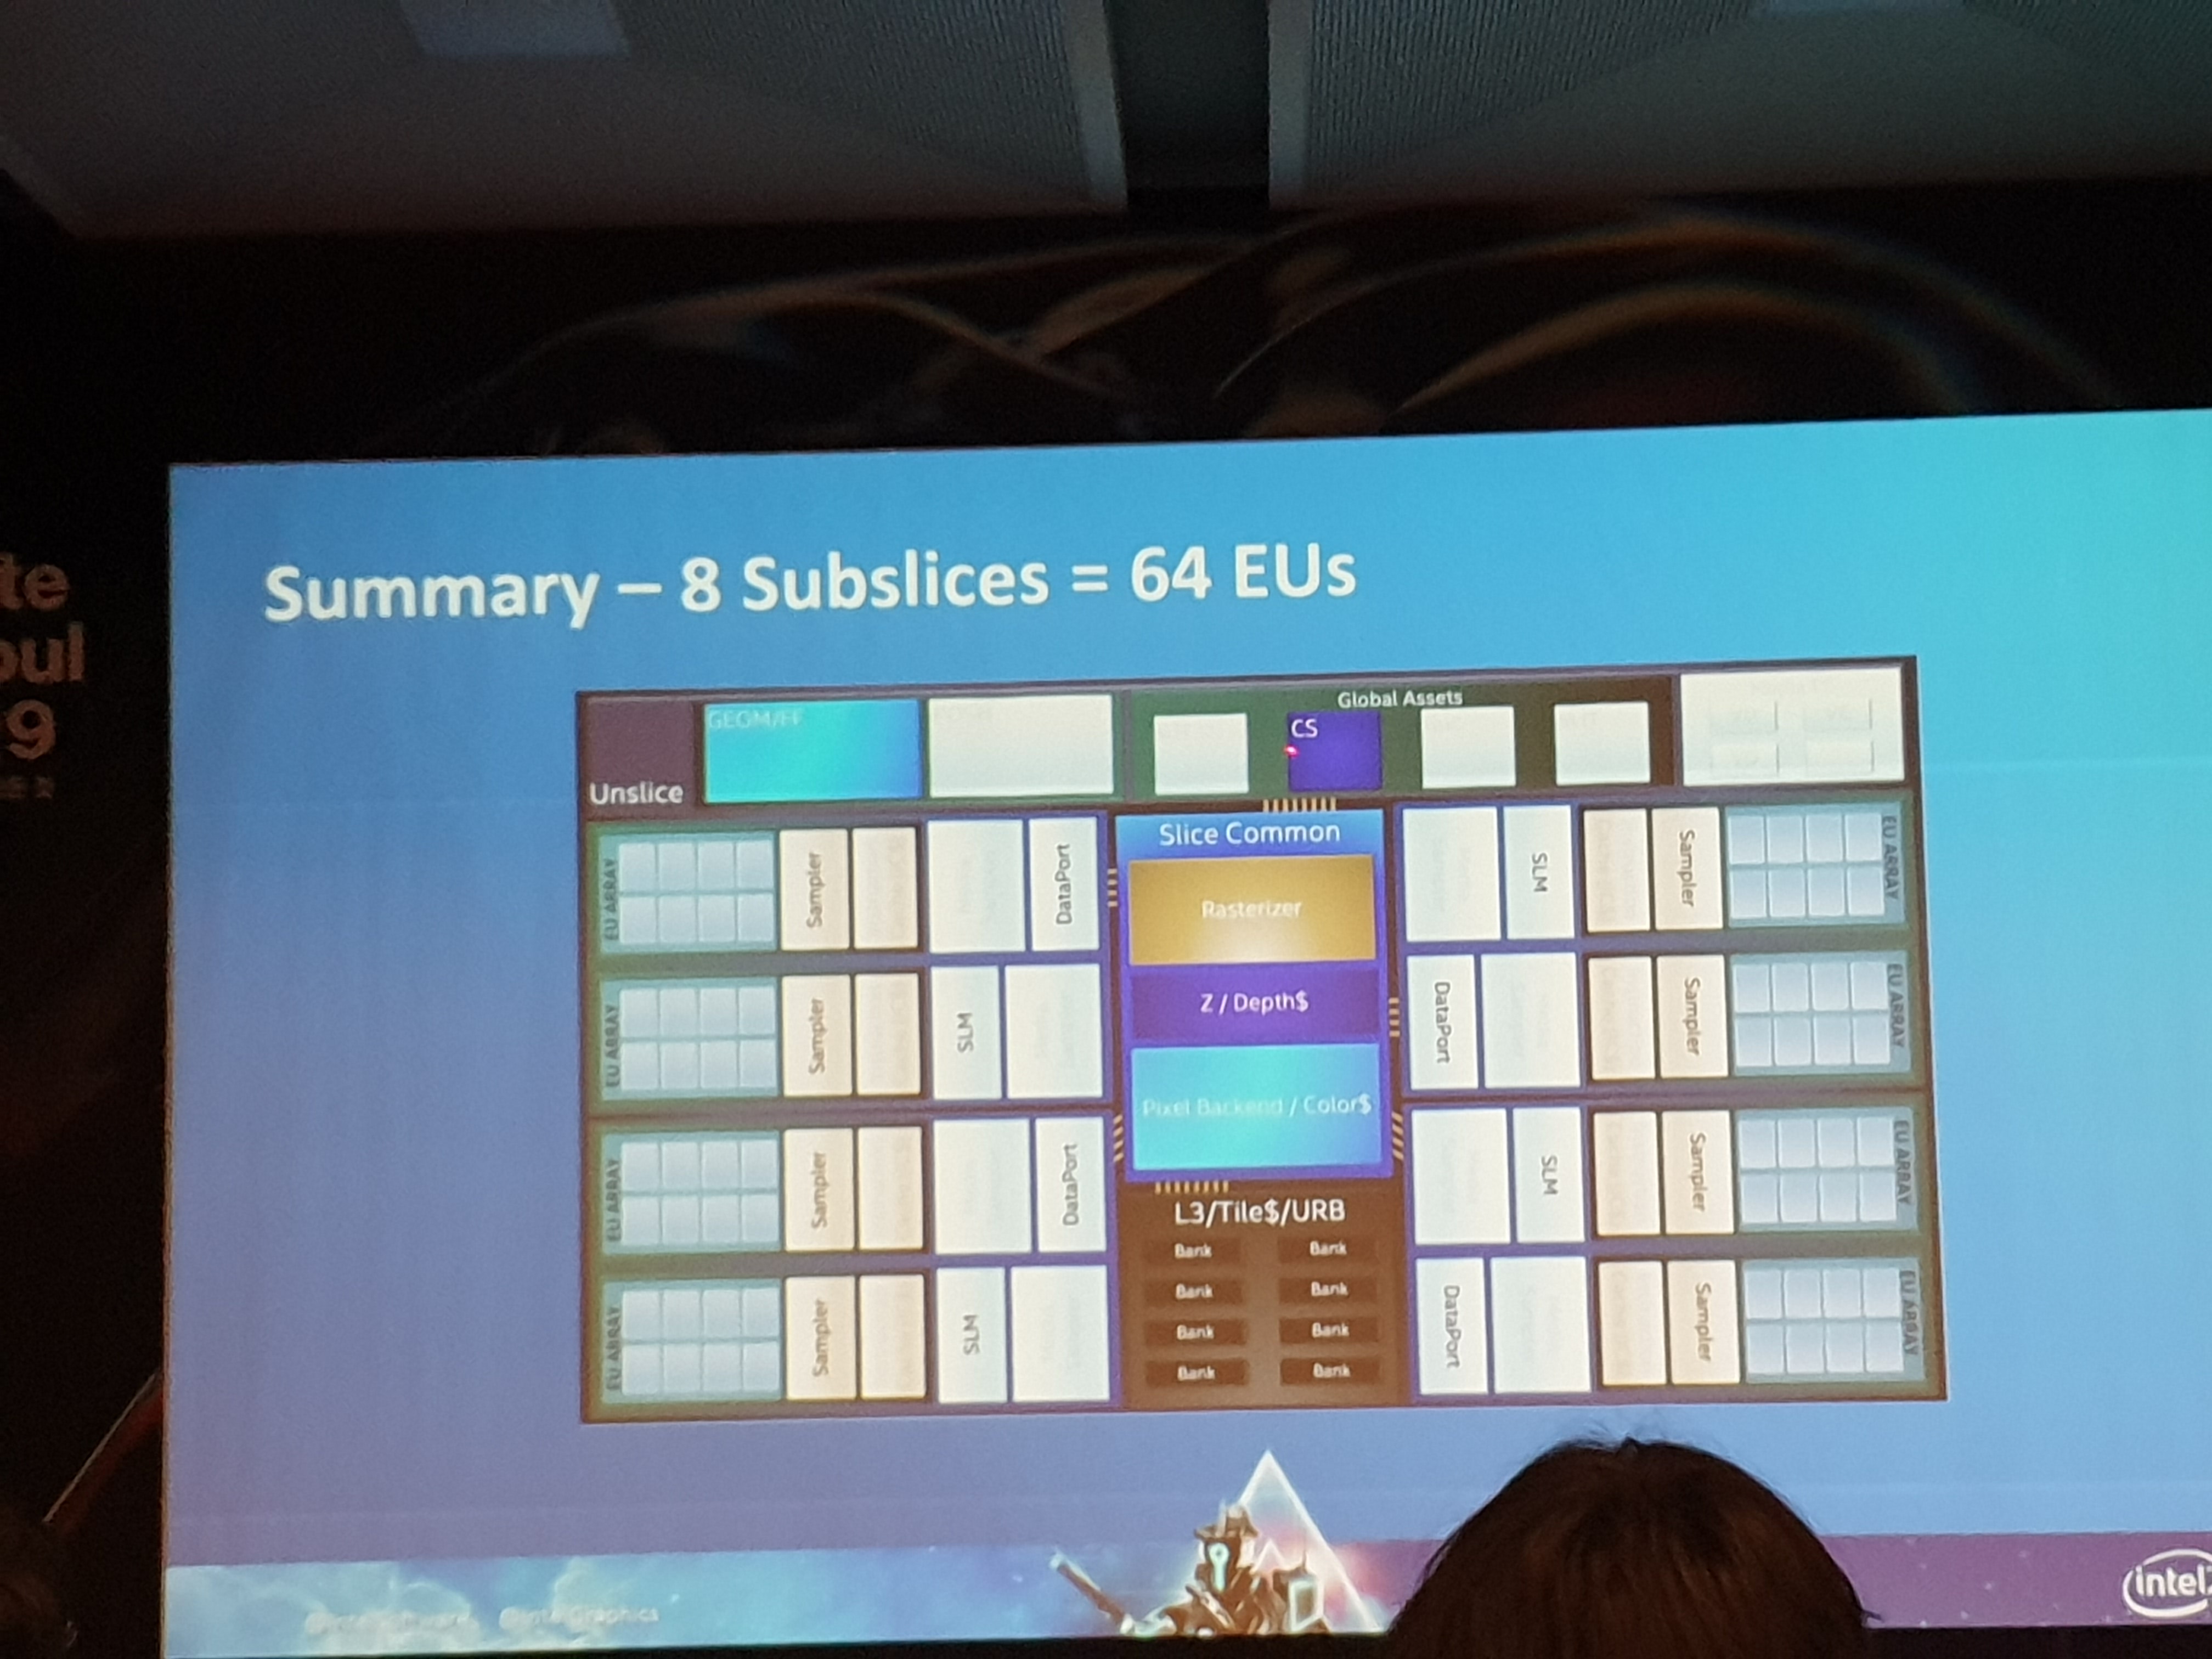 te
oul
9
Summary – 8 Subslices = 64 EUs
Global Assets
GEOM/FF
CS
Unslice
EU ARRAY
Sampler
DataPort
Slice Common
SLM
Sampler
EU ARRAY
Rasterizer
EU ARRAY
Sampler
SLM
Z / Depth$
DataPort
Sampler
EU ARRAY
Pixel Backend / Color$
EU ARRAY
Sampler
DataPort
SLM
Sampler
EU ARRAY
L3/Tile$/URB
Bank Bank
Bank Bank
Bank Bank
Bank Bank
EU ARRAY
Sampler
SLM
DataPort
Sampler
EU ARRAY
@IntelSoftware @IntelGraphics
intel